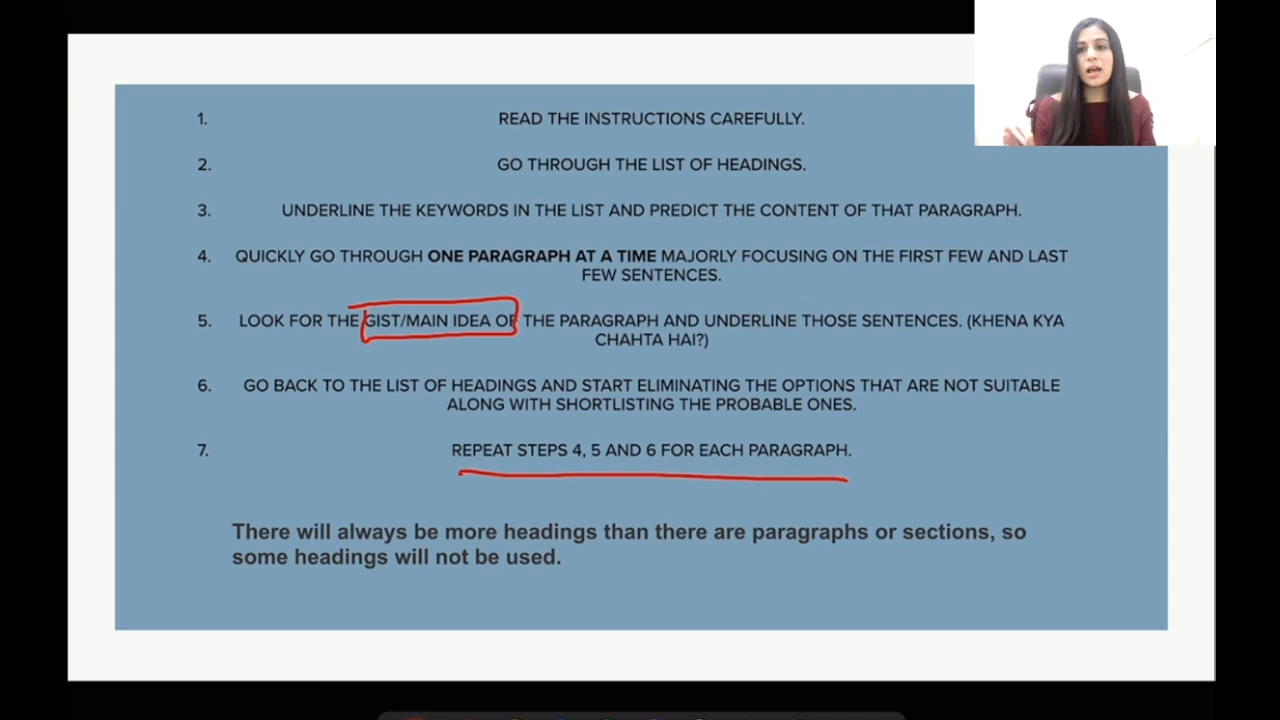 1. READ THE INSTRUCTIONS CAREFULLY.
2. GO THROUGH THE LIST OF HEADINGS.
3. UNDERLINE THE KEYWORDS IN THE LIST AND PREDICT THE CONTENT OF THAT PARAGRAPH.
4. QUICKLY GO THROUGH ONE PARAGRAPH AT A TIME MAJORLY FOCUSING ON THE FIRST FEW AND LAST
FEW SENTENCES.
5. LOOK FOR THE GIST/MAIN IDEA OF THE PARAGRAPH AND UNDERLINE THOSE SENTENCES. (KHENA KYA
CHAHTA HAI?)
6. GO BACK TO THE LIST OF HEADINGS AND START ELIMINATING THE OPTIONS THAT ARE NOT SUITABLE
ALONG WITH SHORTLISTING THE PROBABLE ONES.
7. REPEAT STEPS 4, 5 AND 6 FOR EACH PARAGRAPH.
There will always be more headings than there are paragraphs or sections, so
some headings will not be used.